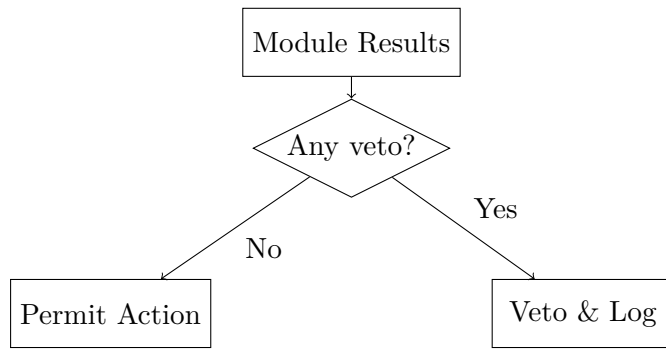 Module Results
Any veto?
Yes
No
Permit Action
Veto & Log